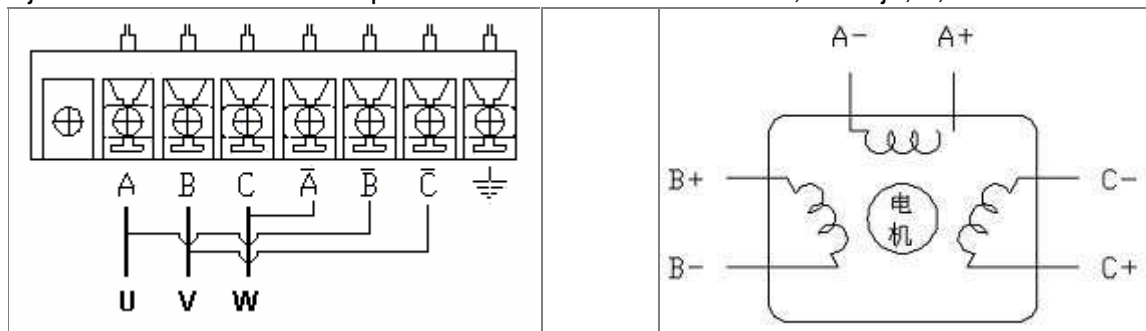 A B C A̅ B̅ C̅
U V W
A- A+
B+ C-
电
机
B- C+